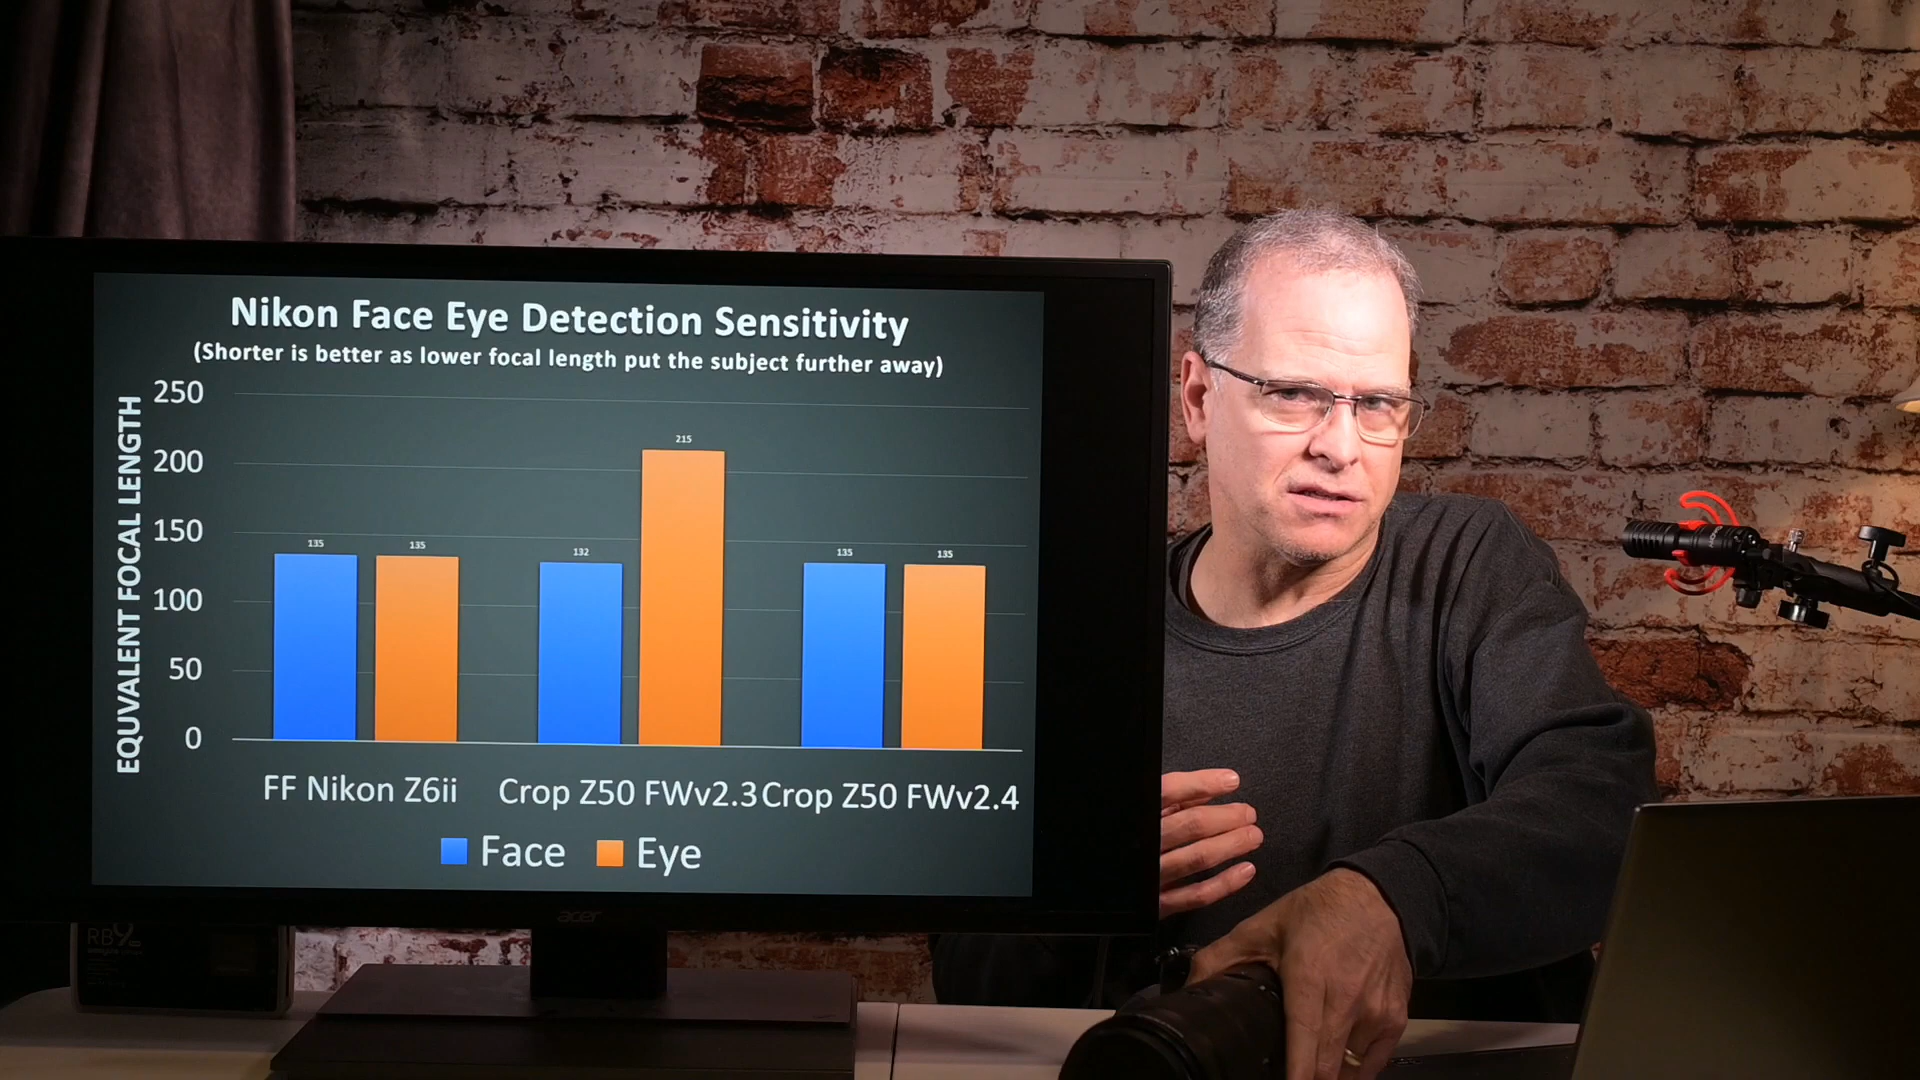 Nikon Face Eye Detection Sensitivity
(Shorter is better as lower focal length put the subject further away)
EQUVALENT FOCAL LENGTH
250
200
150
100
50
0
135
135
132
215
135
135
FF Nikon Z6ii
Crop Z50 FWv2.3
Crop Z50 FWv2.4
Face
Eye
acer
RB9